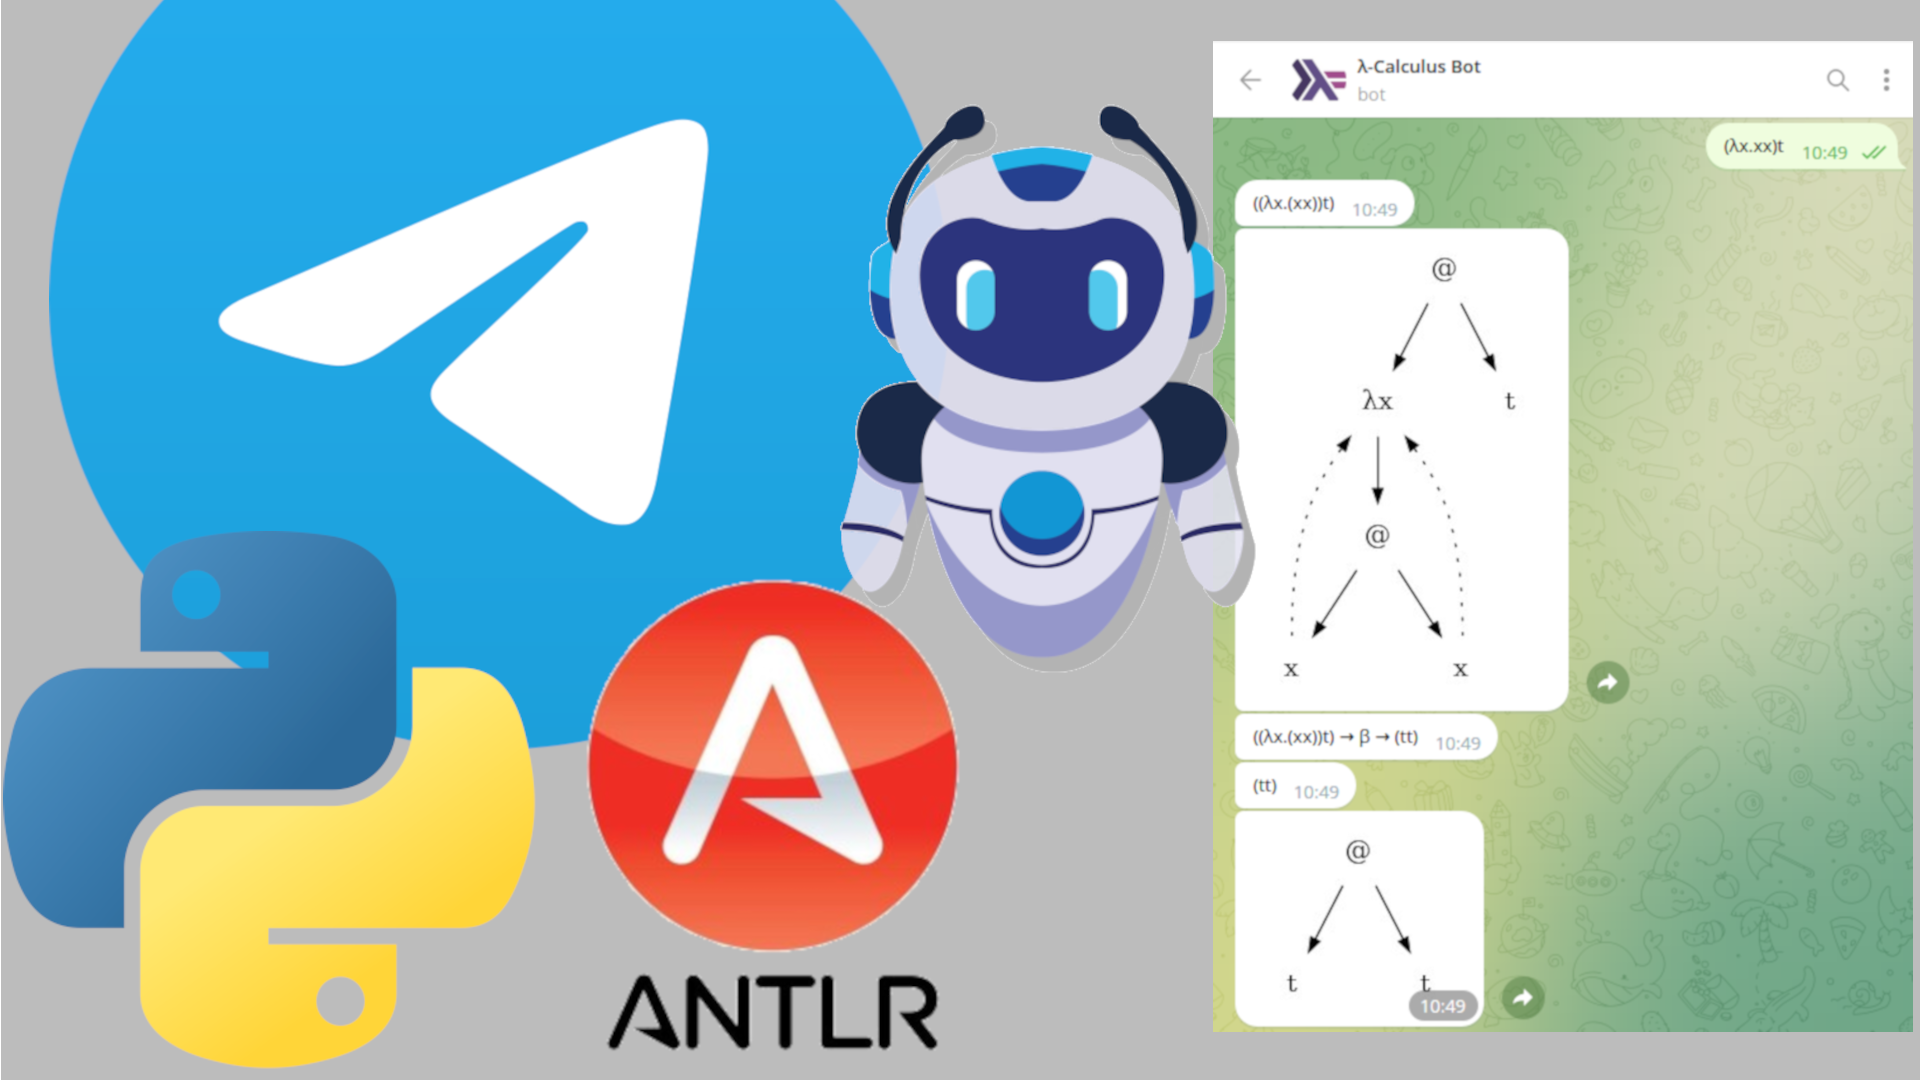 λ-Calculus Bot
bot
(λx.xx)t 10:49
((λx.(xx))t) 10:49
@
λx t
@
x x
((λx.(xx))t) → β → (tt) 10:49
(tt) 10:49
@
t t
10:49
ANTLR